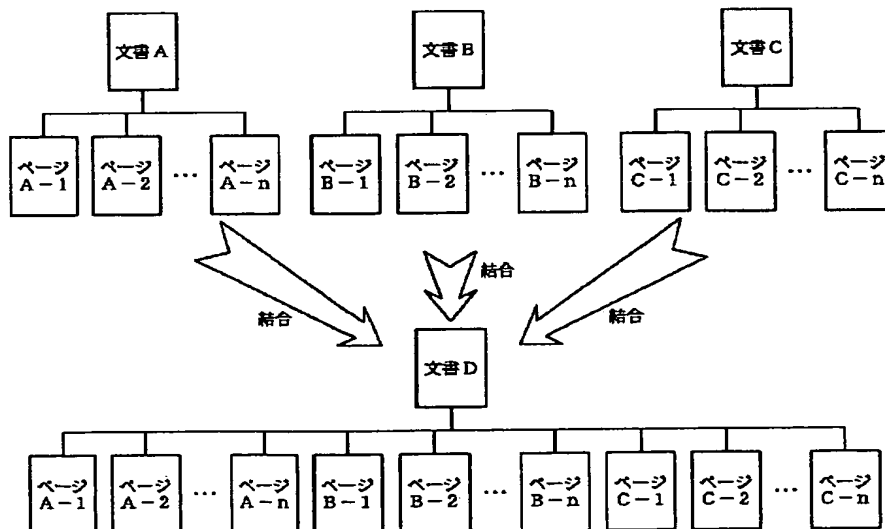 文書A
文書B
文書C
ページ
A-1
ページ
A-2
…
ページ
A-n
ページ
B-1
ページ
B-2
…
ページ
B-n
ページ
C-1
ページ
C-2
…
ページ
C-n
結合
結合
結合
文書D
ページ
A-1
ページ
A-2
…
ページ
A-n
ページ
B-1
ページ
B-2
…
ページ
B-n
ページ
C-1
ページ
C-2
…
ページ
C-n